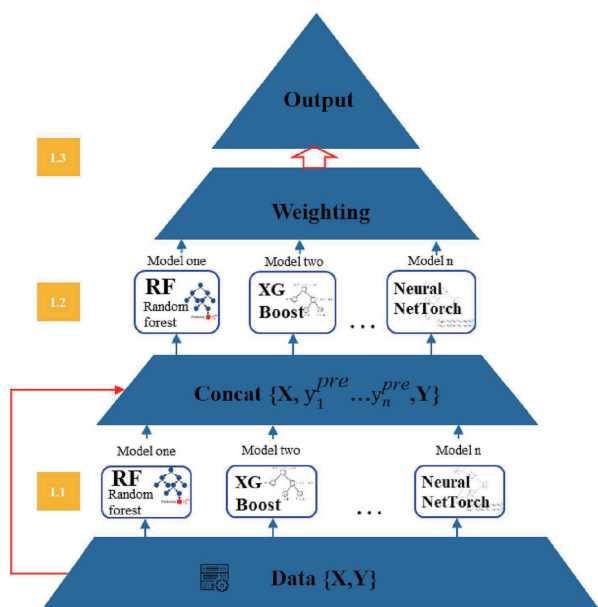 Output
L3
Weighting
Model one
Model two
Model n
L2
RF
Random
forest
XG
Boost
...
Neural
NetTorch
Concat {X, y₁ᵖʳᵉ...yₙᵖʳᵉ,Y}
Model one
Model two
Model n
L1
RF
Random
forest
XG
Boost
...
Neural
NetTorch
Data {X,Y}